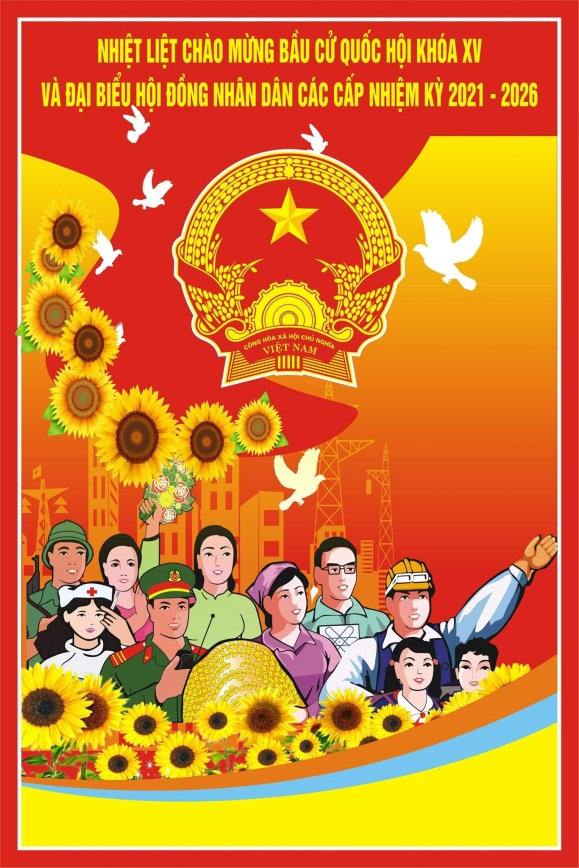 NHIỆT LIỆT CHÀO MỪNG BẦU CỬ QUỐC HỘI KHÓA XV
VÀ ĐẠI BIỂU HỘI ĐỒNG NHÂN DÂN CÁC CẤP NHIỆM KỲ 2021 - 2026
CỘNG HÒA XÃ HỘI CHỦ NGHĨA
VIỆT NAM